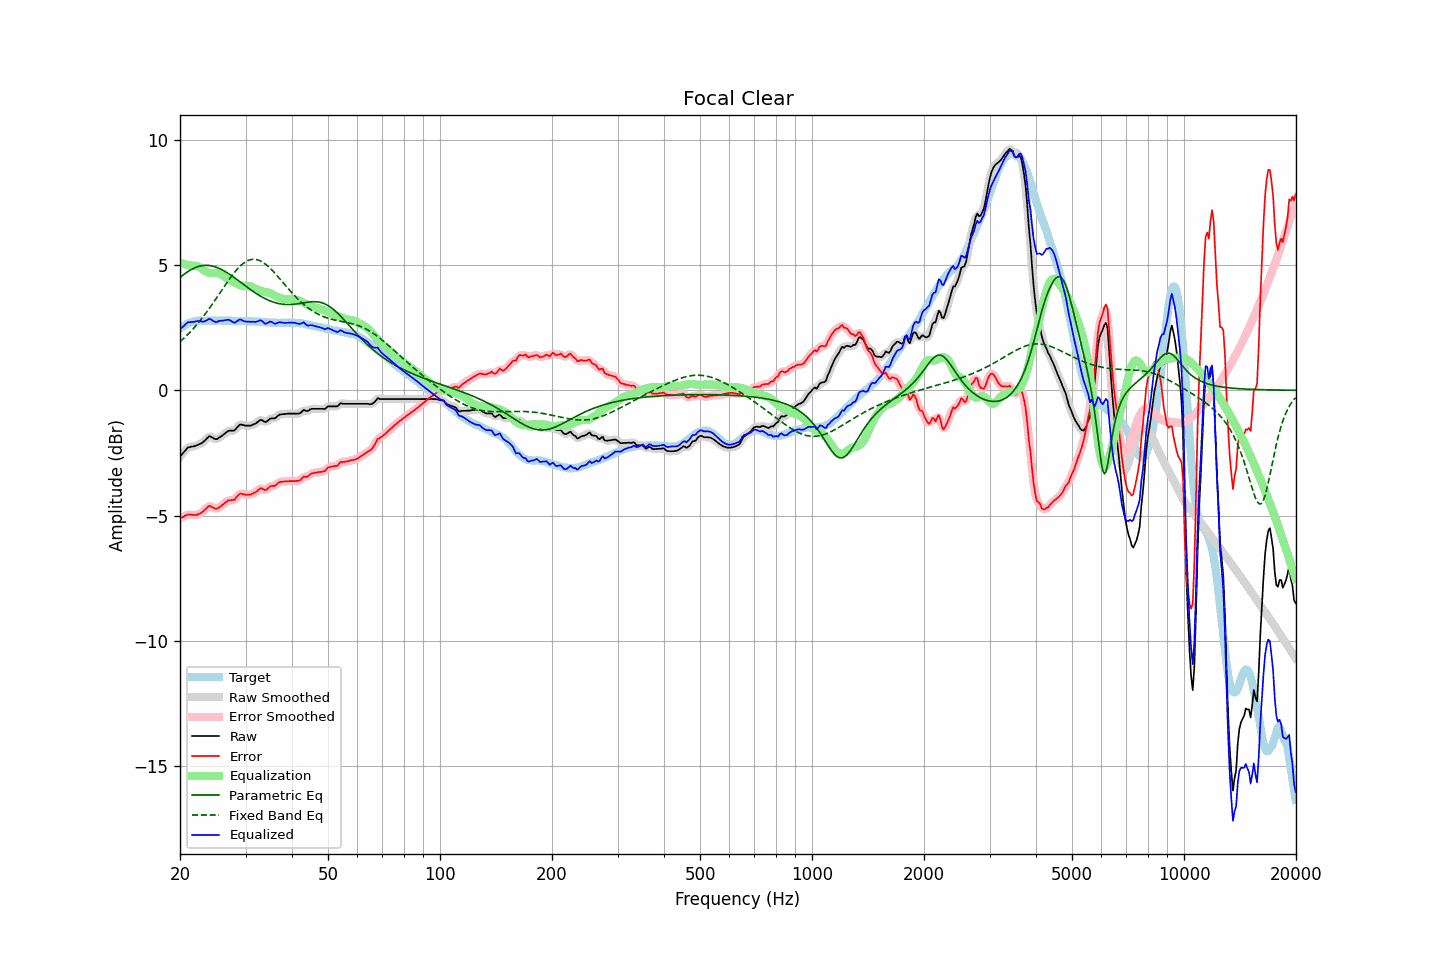 Focal Clear
Amplitude (dBr)
10
5
0
−5
−10
−15
Target
Raw Smoothed
Error Smoothed
Raw
Error
Equalization
Parametric Eq
Fixed Band Eq
Equalized
20 50 100 200 500 1000 2000 5000 10000 20000
Frequency (Hz)